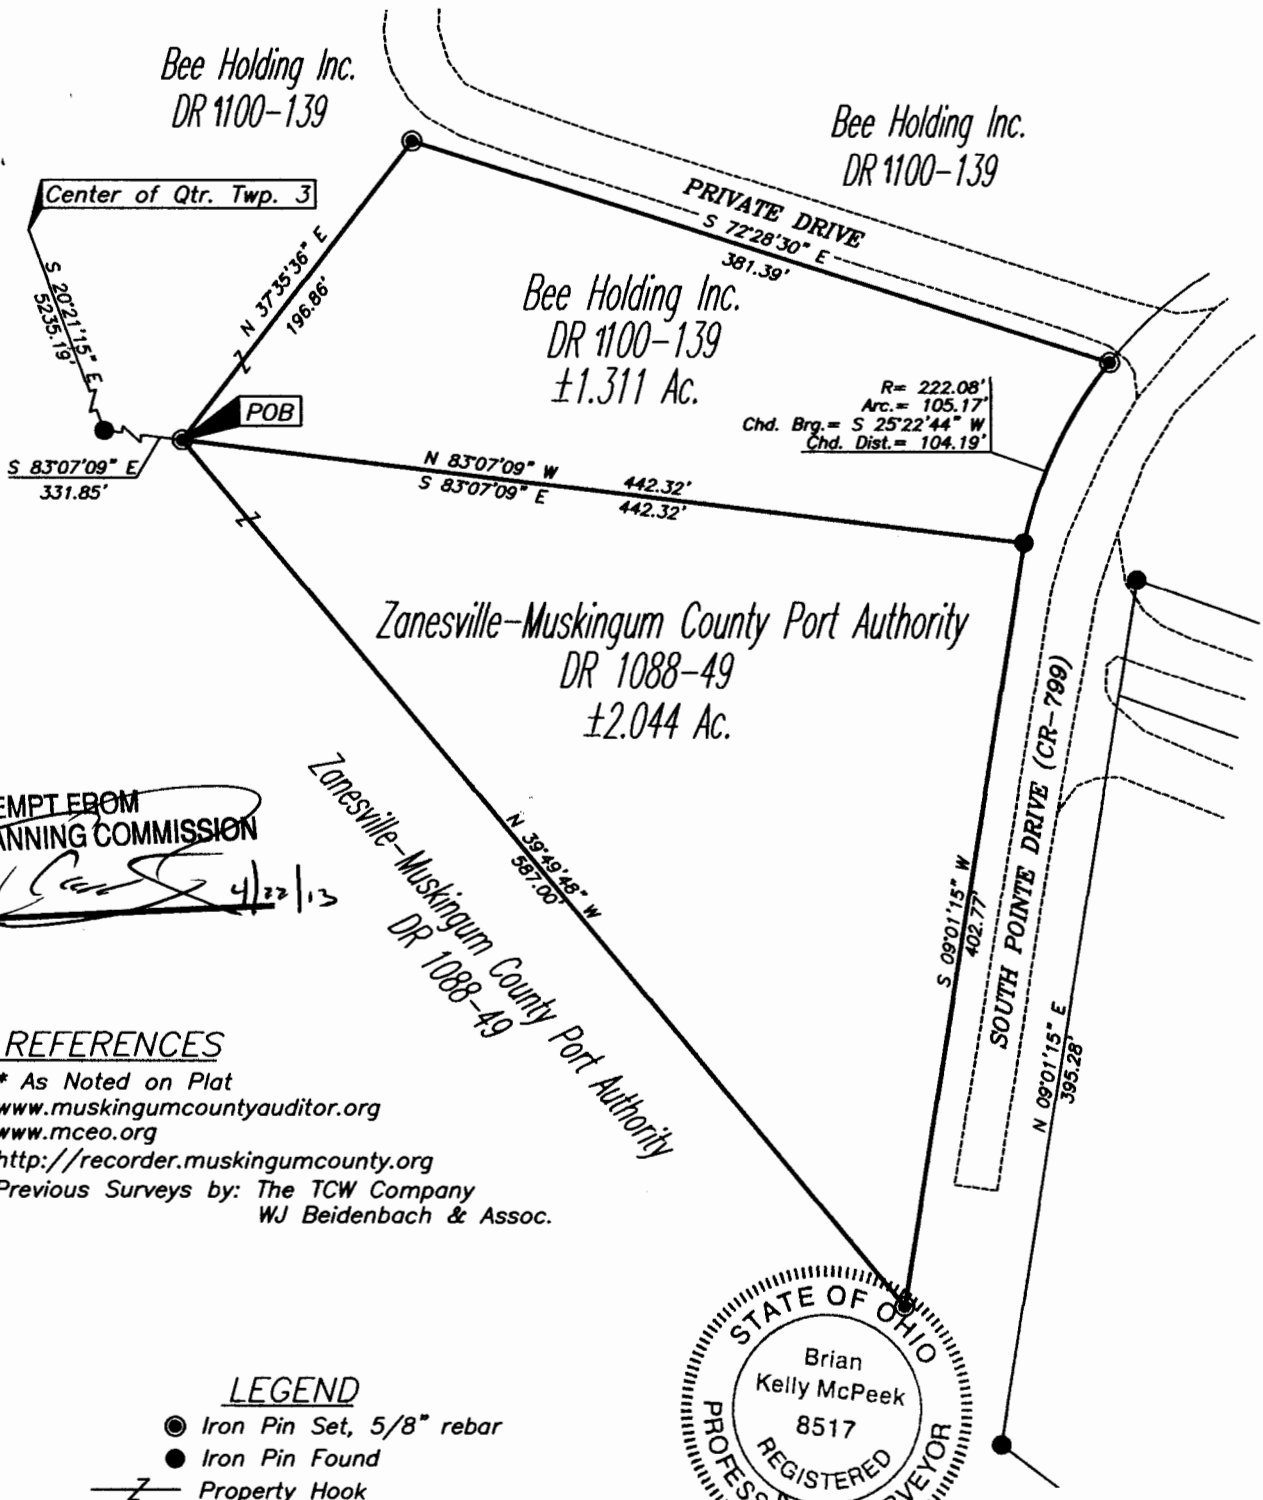 Bee Holding Inc.
DR 1100-139
Bee Holding Inc.
DR 1100-139
Center of Qtr. Twp. 3
PRIVATE DRIVE
S 72°28'30" E
381.39'
S 20°21'15" E
5235.19'
N 37°35'36" E
196.86'
Bee Holding Inc.
DR 1100-139
±1.311 Ac.
R= 222.08'
Arc.= 105.17'
Chd. Brg.= S 25°22'44" W
Chd. Dist.= 104.19'
POB
S 83°07'09" E
331.85'
N 83°07'09" W 442.32'
S 83°07'09" E 442.32'
Zanesville-Muskingum County Port Authority
DR 1088-49
±2.044 Ac.
SOUTH POINTE DRIVE (CR-799)
S 09°01'15" W
402.77'
N 09°01'15" E
395.28'
N 39°49'48" W
587.00'
Zanesville-Muskingum County Port Authority
DR 1088-49
EMPT FROM
ANNING COMMISSION
4/22/13
REFERENCES
* As Noted on Plat
www.muskingumcountyauditor.org
www.mceo.org
http://recorder.muskingumcounty.org
Previous Surveys by: The TCW Company
WJ Beidenbach & Assoc.
STATE OF OHIO
Brian
Kelly McPeek
8517
REGISTERED
LEGEND
Iron Pin Set, 5/8" rebar
Iron Pin Found
Property Hook